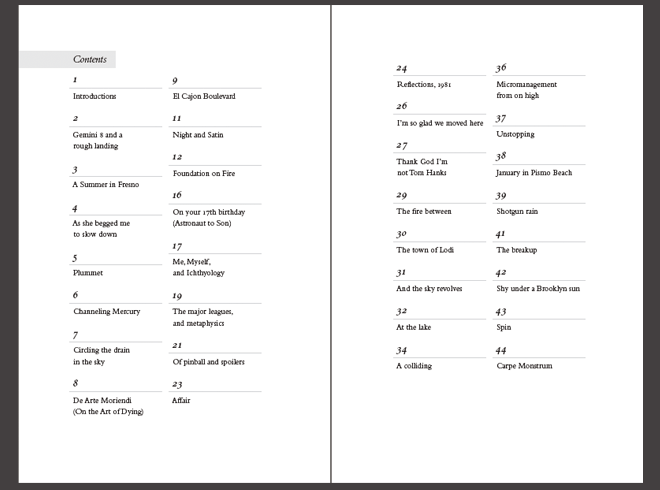 Contents
1
Introductions
2
Gemini 8 and a
rough landing
3
A Summer in Fresno
4
As she begged me
to slow down
5
Plummet
6
Channeling Mercury
7
Circling the drain
in the sky
8
De Arte Moriendi
(On the Art of Dying)
9
El Cajon Boulevard
11
Night and Satin
12
Foundation on Fire
16
On your 17th birthday
(Astronaut to Son)
17
Me, Myself,
and Ichthyology
19
The major leagues,
and metaphysics
21
Of pinball and spoilers
23
Affair
24
Reflections, 1981
26
I'm so glad we moved here
27
Thank God I'm
not Tom Hanks
29
The fire between
30
The town of Lodi
31
And the sky revolves
32
At the lake
34
A colliding
36
Micromanagement
from on high
37
Unstopping
38
January in Pismo Beach
39
Shotgun rain
41
The breakup
42
Shy under a Brooklyn sun
43
Spin
44
Carpe Monstrum